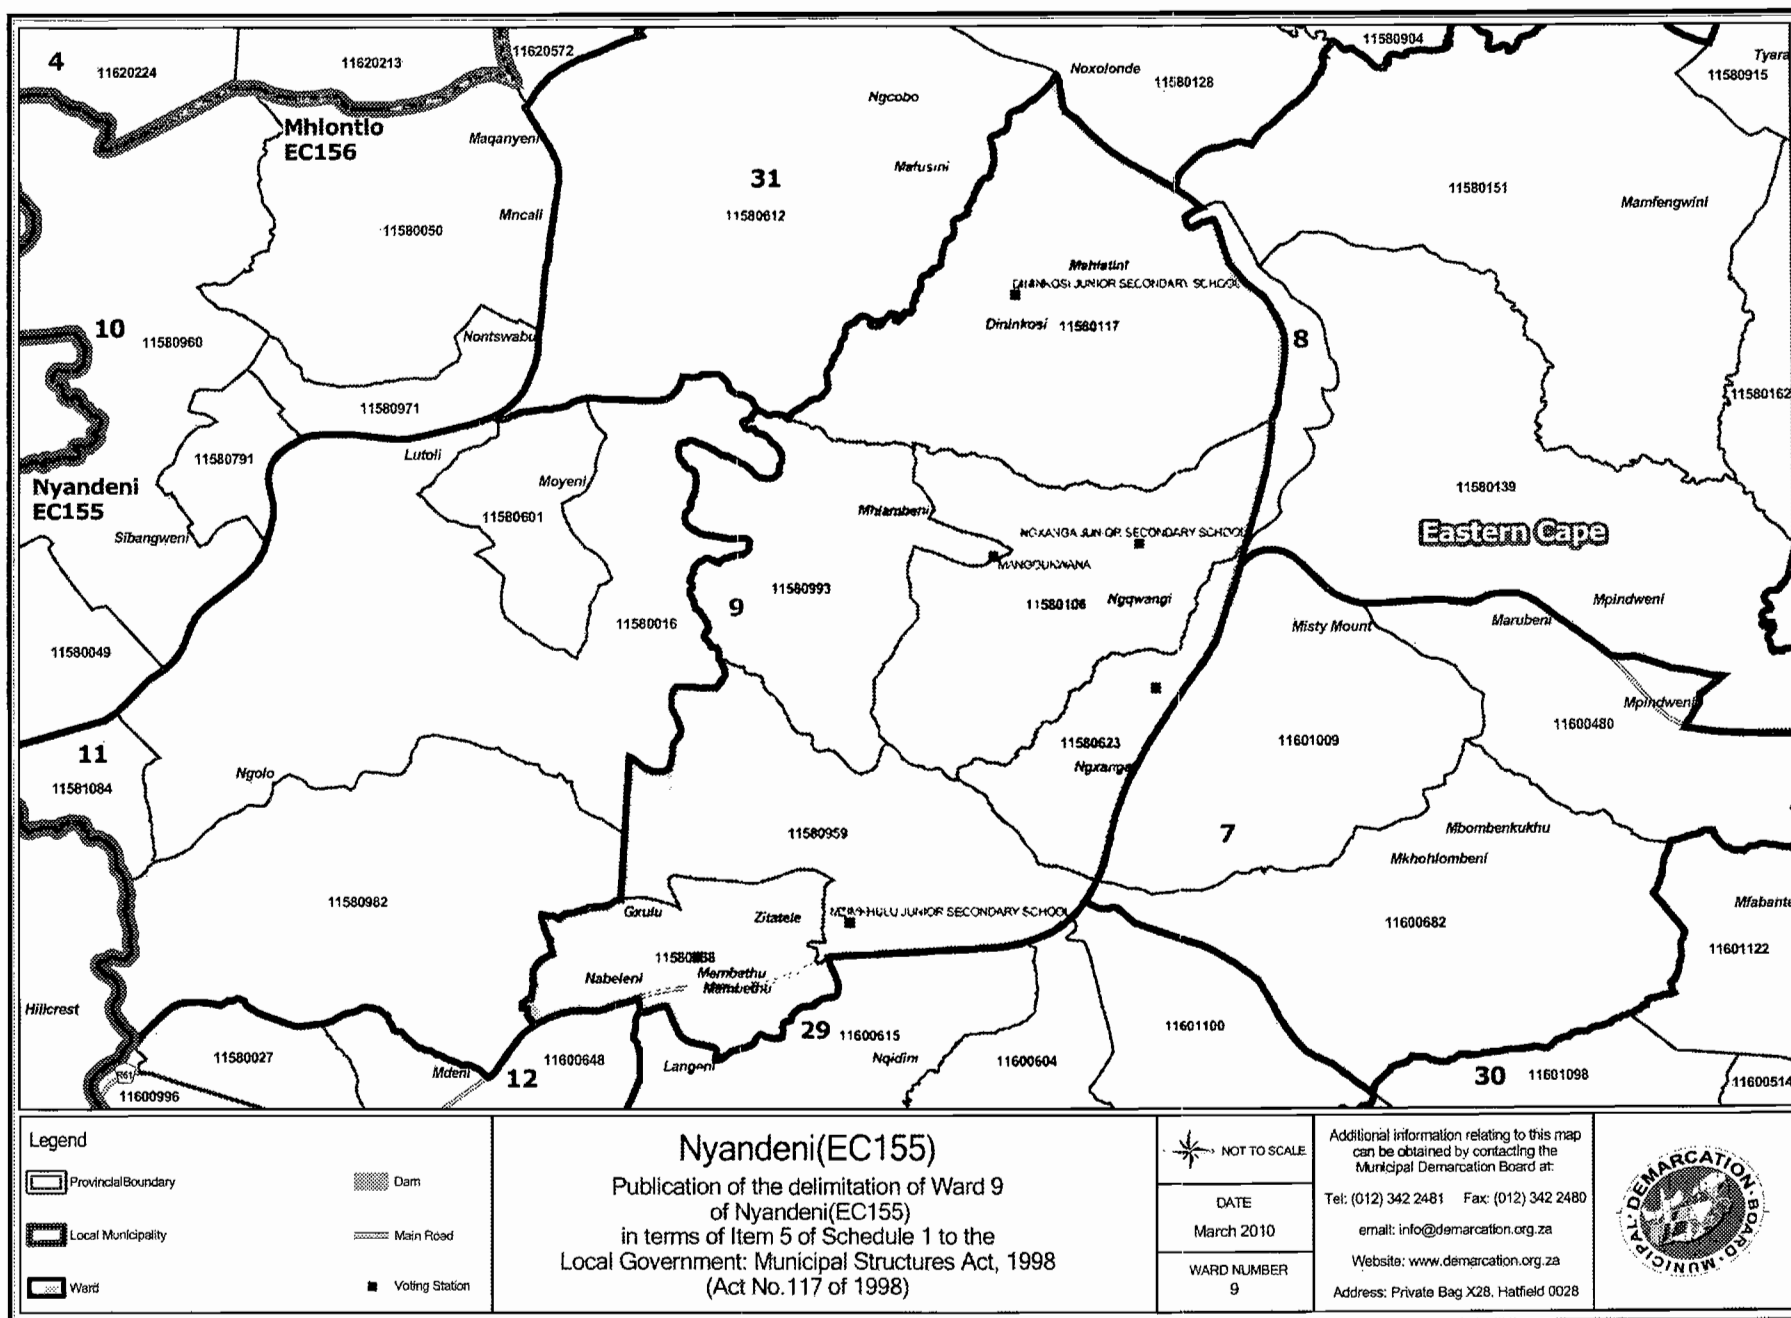 4
11620224
11620213
11620572
11580904
Tyara
11580915
Noxolonde
11580128
Ngcobo
Mhlontlo
EC156
Maqanyeni
Mafusini
31
11580612
11580151
Mamfengwini
Mncali
11580050
Mahlatini
DININKOSI JUNIOR SECONDARY SCHOOL
Dininkosi
11580117
10
11580960
Nontswabu
8
11580971
11580162
11580791
Lutoli
Moyeni
Nyandeni
EC155
11580601
Mhlambeni
11580139
Eastern Cape
Sibangweni
NGXANGA JUNIOR SECONDARY SCHOOL
MANGQUKWANA
11580993
9
11580106
Ngqwangi
11580016
Misty Mount
Marubeni
Mpindweni
11580049
Mpindweni
11600480
11
11581084
Ngolo
11580623
Ngxanga
11601009
11580959
7
Mbombenkukhu
Mkhohlombeni
11580982
Gxulu
Zitatele
JUNIOR SECONDARY SCHOOL
11600682
Mfabante
11601122
Nabeleni
Mambethu
Mambethu
Hillcrest
29
11600615
11601100
11580027
Mdeni
12
11600648
Langeni
Nqidini
11600604
30
11601098
11600514
R61
11600996
Legend
ProvincialBoundary
Local Municipality
Ward
Dam
Main Road
Voting Station
Nyandeni(EC155)
Publication of the delimitation of Ward 9
of Nyandeni(EC155)
in terms of Item 5 of Schedule 1 to the
Local Government: Municipal Structures Act, 1998
(Act No.117 of 1998)
NOT TO SCALE
DATE
March 2010
WARD NUMBER
9
Additional information relating to this map
can be obtained by contacting the
Municipal Demarcation Board at:
Tel: (012) 342 2481 Fax: (012) 342 2480
email: info@demarcation.org.za
Website: www.demarcation.org.za
Address: Private Bag X28, Hatfield 0028
MUNICIPAL DEMARCATION BOARD